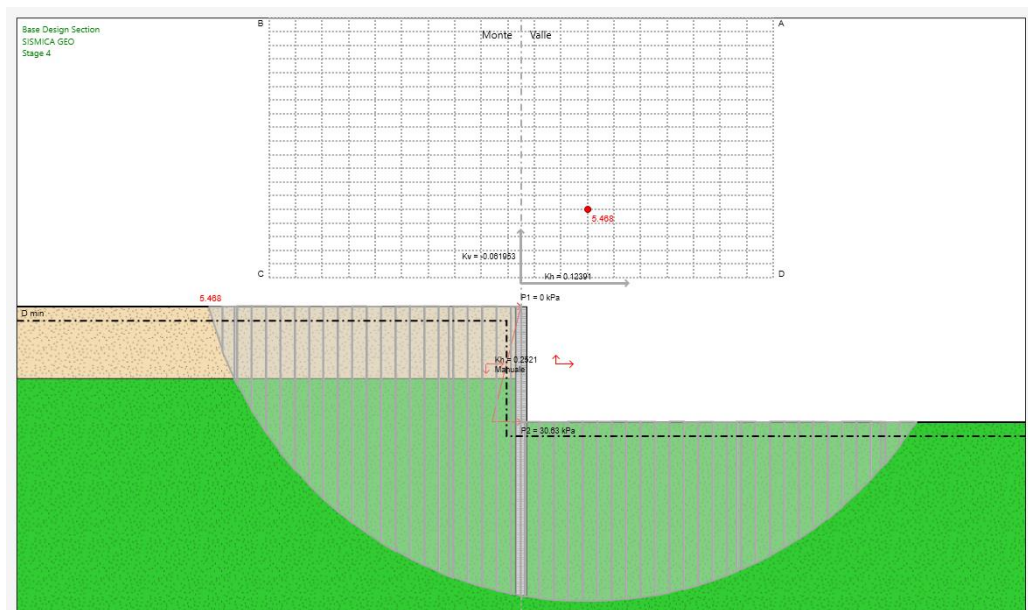 Base Design Section
SISMICA GEO
Stage 4
B
A
Monte
Valle
5.468
Kv = -0.061953
C
D
Kh = 0.12391
5.468
P1 = 0 kPa
D min
Kh = 0.2521
Manuale
P2 = 30.63 kPa